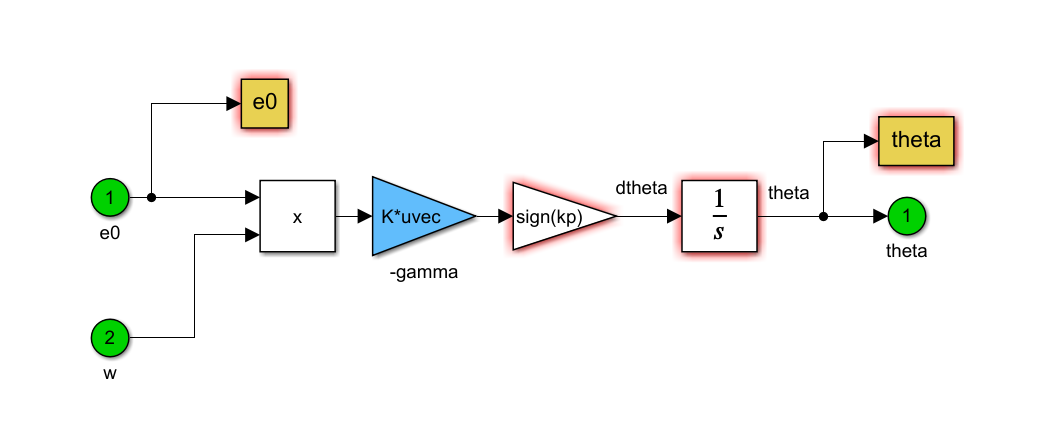 e0
theta
dtheta
theta
1
x
K*uvec
sign(kp)
1
s
1
e0
theta
-gamma
2
w